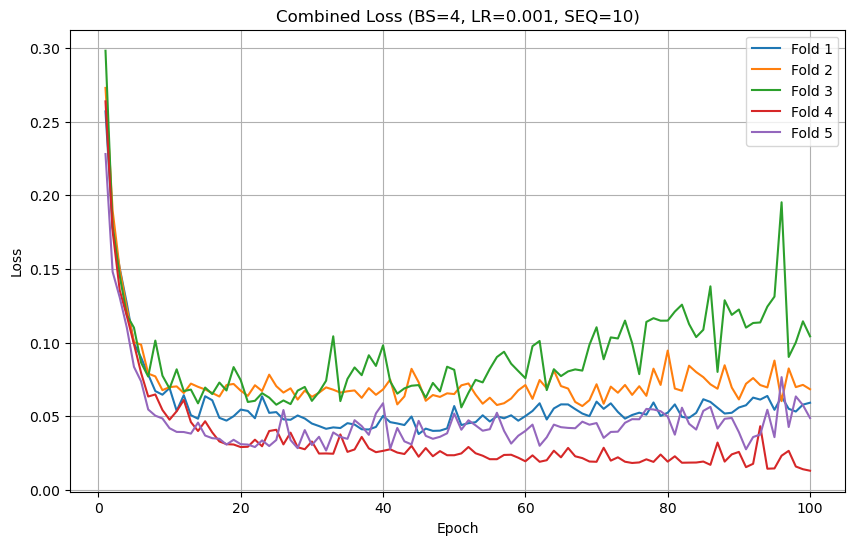 Combined Loss (BS=4, LR=0.001, SEQ=10)
0.30
0.25
0.20
0.15
0.10
0.05
0.00
Loss
0 20 40 60 80 100
Epoch
Fold 1
Fold 2
Fold 3
Fold 4
Fold 5